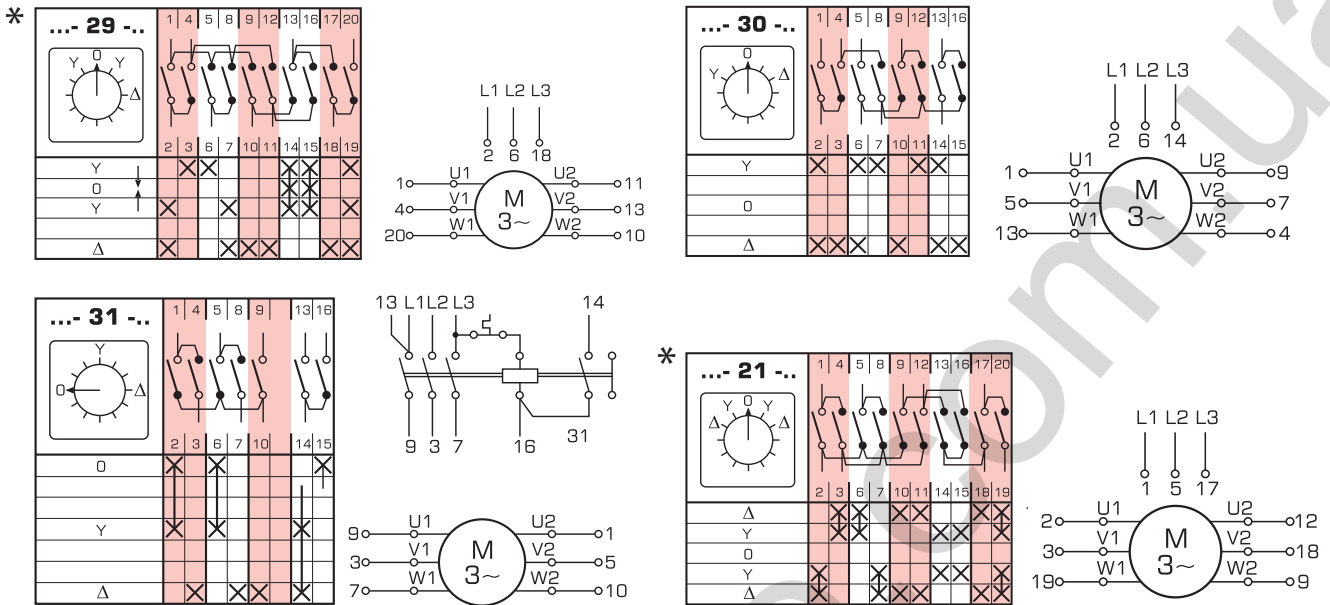 *
...- 29 -..
1 4 5 8 9 12 13 16 17 20
Y 0 Y Δ
2 3 6 7 10 11 14 15 18 19
Y
0
Y
Δ
L1 L2 L3
2 6 18
1 U1 U2 11
4 V1 V2 13
20 W1 W2 10
M
3~
...- 30 -..
1 4 5 8 9 12 13 16
Y 0 Δ
2 3 6 7 10 11 14 15
Y
0
Δ
L1 L2 L3
2 6 14
1 U1 U2 9
5 V1 V2 7
13 W1 W2 4
M
3~
...- 31 -..
1 4 5 8 9 13 16
0 Y Δ
2 3 6 7 10 14 15
0
Y
Δ
13 L1 L2 L3 14
9 3 7 16 31
9 U1 U2 1
3 V1 V2 5
7 W1 W2 10
M
3~
*
...- 21 -..
1 4 5 8 9 12 13 16 17 20
Δ Y 0 Y Δ
2 3 6 7 10 11 14 15 18 19
Δ
Y
0
Y
Δ
L1 L2 L3
1 5 17
2 U1 U2 12
3 V1 V2 18
19 W1 W2 9
M
3~
com.ua